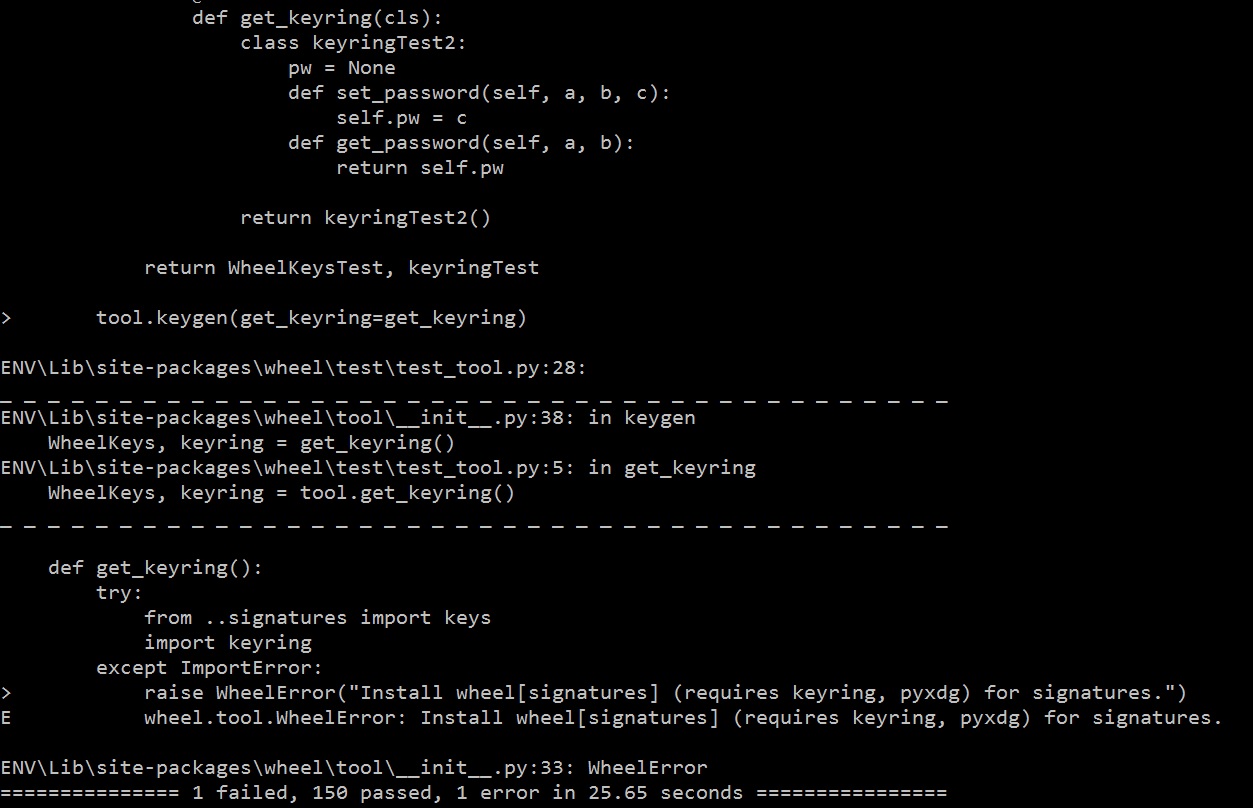 def get_keyring(cls):
                    class keyringTest2:
                        pw = None
                        def set_password(self, a, b, c):
                            self.pw = c
                        def get_password(self, a, b):
                            return self.pw

                    return keyringTest2()

            return WheelKeysTest, keyringTest

>       tool.keygen(get_keyring=get_keyring)

ENV\Lib\site-packages\wheel\test\test_tool.py:28:
_ _ _ _ _ _ _ _ _ _ _ _ _ _ _ _ _ _ _ _ _ _ _ _ _ _ _ _ _ _ _ _ _ _ _ _ _ _ _ _
ENV\Lib\site-packages\wheel\tool\__init__.py:38: in keygen
    WheelKeys, keyring = get_keyring()
ENV\Lib\site-packages\wheel\test\test_tool.py:5: in get_keyring
    WheelKeys, keyring = tool.get_keyring()
_ _ _ _ _ _ _ _ _ _ _ _ _ _ _ _ _ _ _ _ _ _ _ _ _ _ _ _ _ _ _ _ _ _ _ _ _ _ _ _

    def get_keyring():
        try:
            from ..signatures import keys
            import keyring
        except ImportError:
>           raise WheelError("Install wheel[signatures] (requires keyring, pyxdg) for signatures.")
E           wheel.tool.WheelError: Install wheel[signatures] (requires keyring, pyxdg) for signatures.

ENV\Lib\site-packages\wheel\tool\__init__.py:33: WheelError
=============== 1 failed, 150 passed, 1 error in 25.65 seconds ================